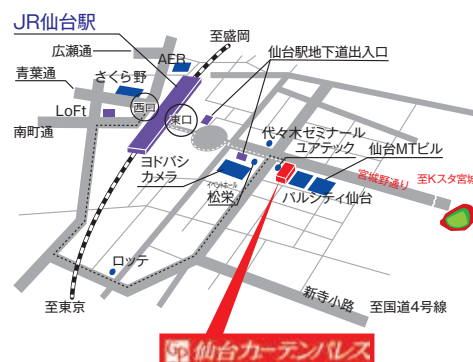 JR仙台駅
至盛岡
広瀬通
AER
仙台駅地下道出入口
青葉通
さくら野
西口
LoFt
東口
南町通
代々木ゼミナール
ユアテック
仙台MTビル
ヨドバシ
カメラ
イベントホール
松栄
パルシティ仙台
宮城野通り
至Kスタ宮城
ロッテ
新寺小路
至東京
至国道4号線
仙台ガーデンパレス